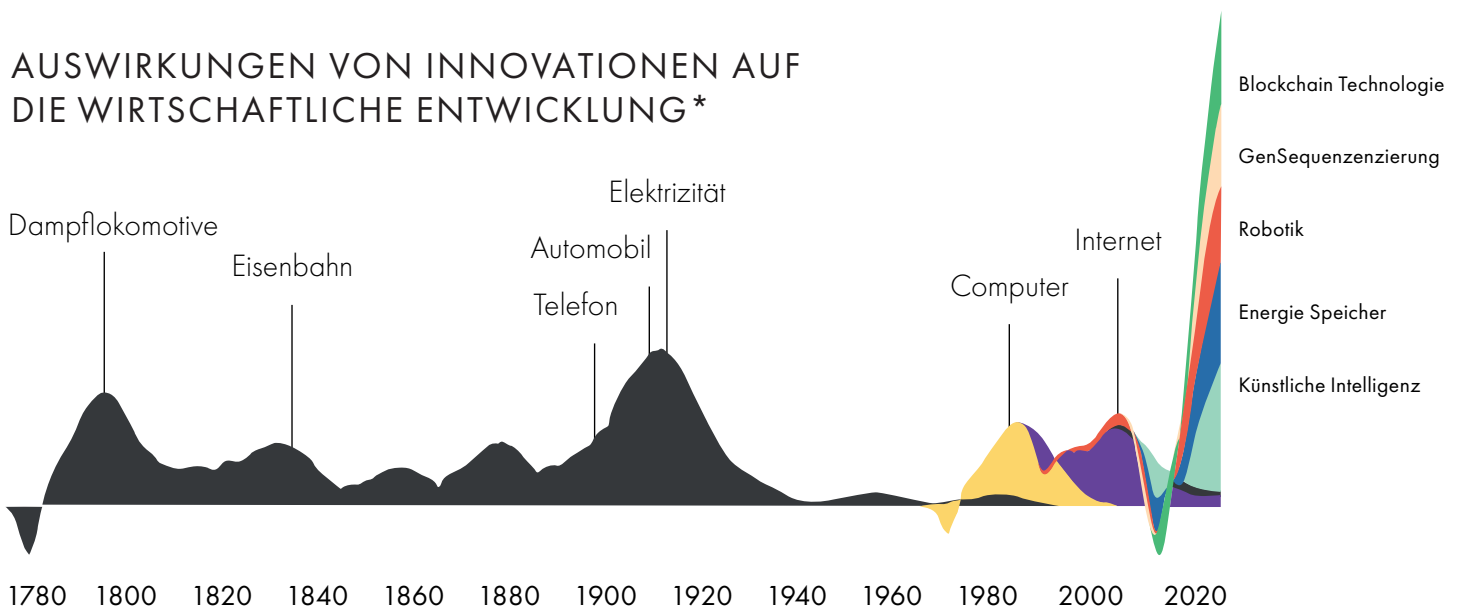 AUSWIRKUNGEN VON INNOVATIONEN AUF
DIE WIRTSCHAFTLICHE ENTWICKLUNG*
Dampflokomotive
Eisenbahn
Telefon
Automobil
Elektrizität
Computer
Internet
Blockchain Technologie
GenSequenzenzierung
Robotik
Energie Speicher
Künstliche Intelligenz
1780 1800 1820 1840 1860 1880 1900 1920 1940 1960 1980 2000 2020